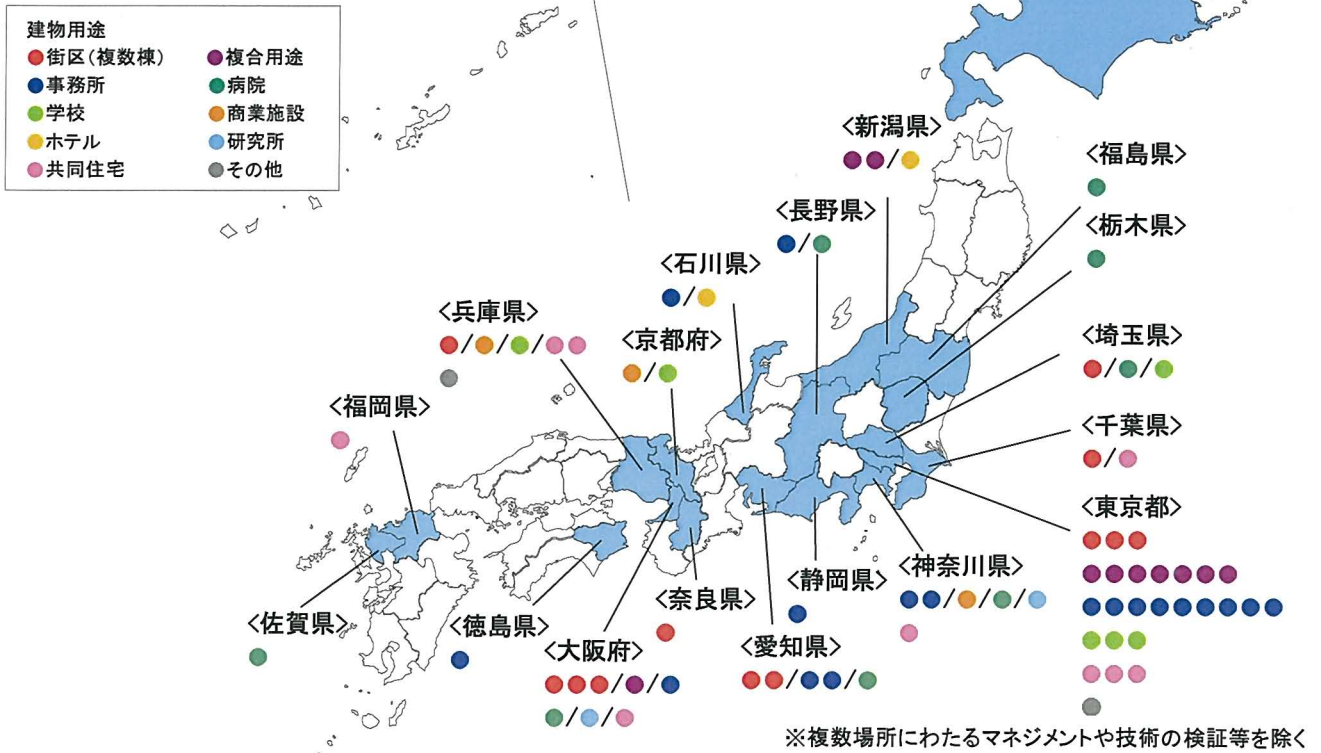 建物用途
街区(複数棟) 複合用途
事務所 病院
学校 商業施設
ホテル 研究所
共同住宅 その他
<新潟県>
/
<福島県>
<長野県>
/
<栃木県>
<石川県>
/
<兵庫県>
/ / /
<京都府>
/
<埼玉県>
/ /
<福岡県>
<千葉県>
/
<東京都>
<神奈川県>
/ / /
<静岡県>
<奈良県>
<佐賀県>
<徳島県>
<大阪府>
/ /
/ /
<愛知県>
/ /
※複数場所にわたるマネジメントや技術の検証等を除く